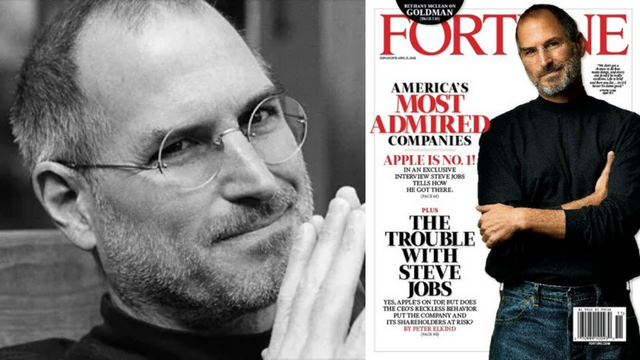 BETHANY MCLEAN ON
GOLDMAN
FORTUNE
AMERICA'S
MOST
ADMIRED
COMPANIES
APPLE IS NO. 1!
IN AN EXCLUSIVE
INTERVIEW STEVE JOBS
TELLS HOW
HE GOT THERE.
PLUS
THE
TROUBLE
WITH
STEVE
JOBS
YES, APPLE'S ON TOP, BUT DOES
THE CEO'S RECKLESS BEHAVIOR
PUT THE COMPANY AND
ITS SHAREHOLDERS AT RISK?
BY PETER ELKIND
FORTUNE.COM